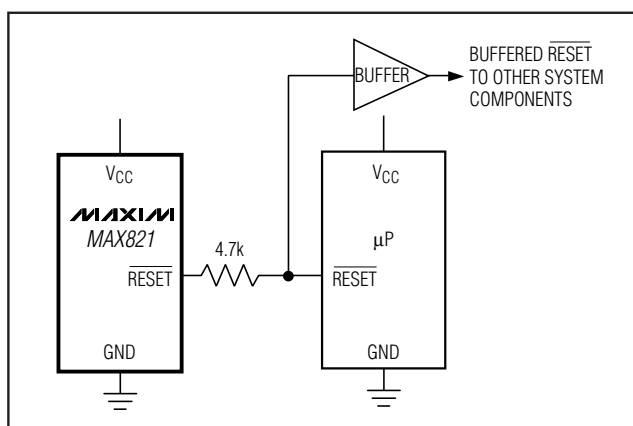 BUFFERED RESET
TO OTHER SYSTEM
COMPONENTS
BUFFER
VCC
MAXIM
MAX821
RESET
GND
4.7k
VCC
µP
RESET
GND